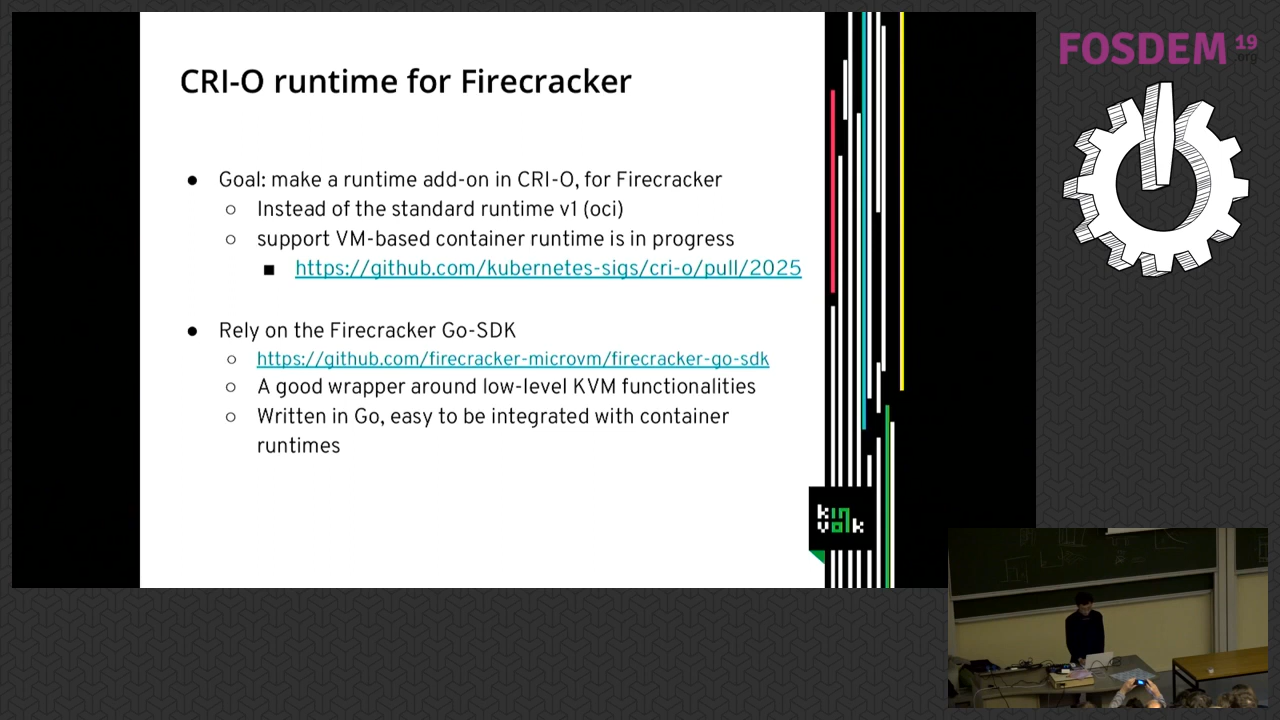 CRI-O runtime for Firecracker
● Goal: make a runtime add-on in CRI-O, for Firecracker
○ Instead of the standard runtime v1 (oci)
○ support VM-based container runtime is in progress
■ https://github.com/kubernetes-sigs/cri-o/pull/2025
● Rely on the Firecracker Go-SDK
○ https://github.com/firecracker-microvm/firecracker-go-sdk
○ A good wrapper around low-level KVM functionalities
○ Written in Go, easy to be integrated with container
runtimes
kin
volk
FOSDEM 19
.org